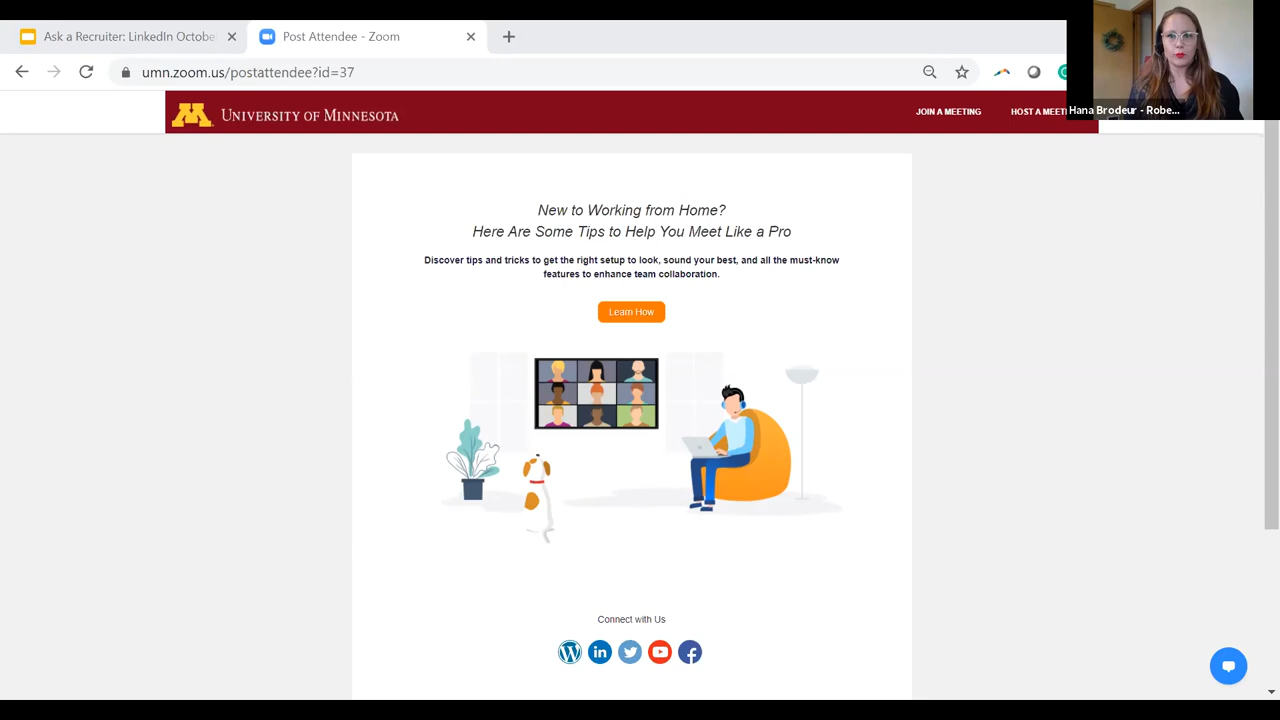 Ask a Recruiter: LinkedIn Octobe
Post Attendee - Zoom
umn.zoom.us/postattendee?id=37
UNIVERSITY OF MINNESOTA
JOIN A MEETING
HOST A MEETI
Hana Brodeur - Robe...
New to Working from Home?
Here Are Some Tips to Help You Meet Like a Pro
Discover tips and tricks to get the right setup to look, sound your best, and all the must-know
features to enhance team collaboration.
Learn How
Connect with Us